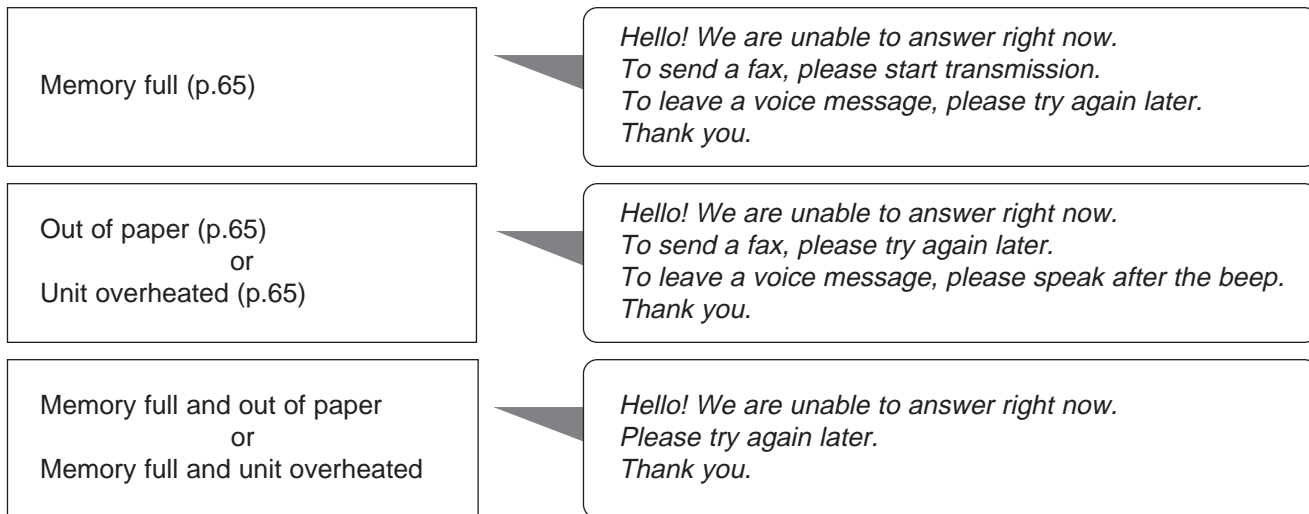 Memory full (p.65)
Hello! We are unable to answer right now.
To send a fax, please start transmission.
To leave a voice message, please try again later.
Thank you.
Out of paper (p.65)
or
Unit overheated (p.65)
Hello! We are unable to answer right now.
To send a fax, please try again later.
To leave a voice message, please speak after the beep.
Thank you.
Memory full and out of paper
or
Memory full and unit overheated
Hello! We are unable to answer right now.
Please try again later.
Thank you.